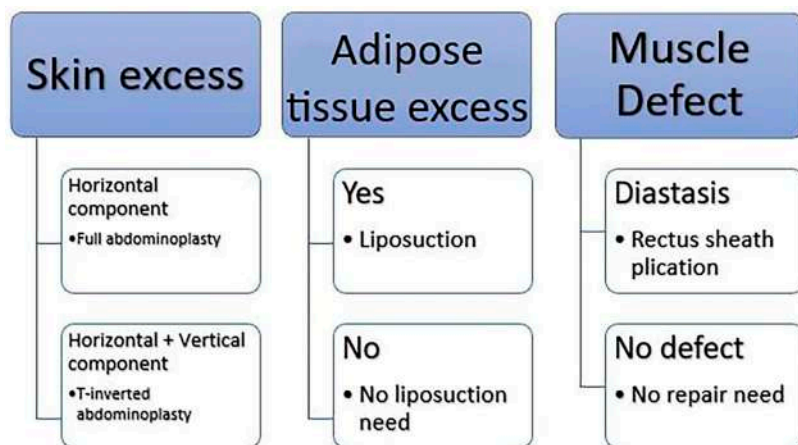 Skin excess
Horizontal
component
•Full abdominoplasty
Horizontal + Vertical
component
•T-inverted
abdominoplasty
Adipose
tissue excess
Yes
• Liposuction
No
• No liposuction
need
Muscle
Defect
Diastasis
• Rectus sheath
plication
No defect
• No repair need